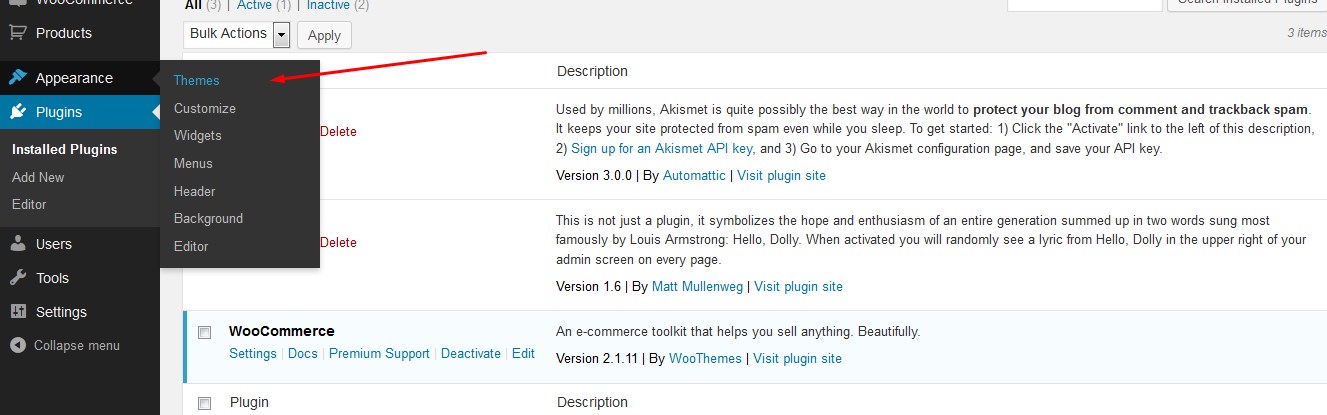 WooCommerce
All (3) | Active (1) | Inactive (2)
Search Installed Plugins
Products
Bulk Actions
Apply
3 items
Appearance
Themes
Customize
Widgets
Menus
Header
Background
Editor
Plugins
Installed Plugins
Add New
Editor
Users
Tools
Settings
Collapse menu
Description
Delete
Used by millions, Akismet is quite possibly the best way in the world to protect your blog from comment and trackback spam.
It keeps your site protected from spam even while you sleep. To get started: 1) Click the "Activate" link to the left of this description,
2) Sign up for an Akismet API key, and 3) Go to your Akismet configuration page, and save your API key.
Version 3.0.0 | By Automattic | Visit plugin site
Delete
This is not just a plugin, it symbolizes the hope and enthusiasm of an entire generation summed up in two words sung most
famously by Louis Armstrong: Hello, Dolly. When activated you will randomly see a lyric from Hello, Dolly in the upper right of your
admin screen on every page.
Version 1.6 | By Matt Mullenweg | Visit plugin site
WooCommerce
Settings | Docs | Premium Support | Deactivate | Edit
An e-commerce toolkit that helps you sell anything. Beautifully.
Version 2.1.11 | By WooThemes | Visit plugin site
Plugin
Description